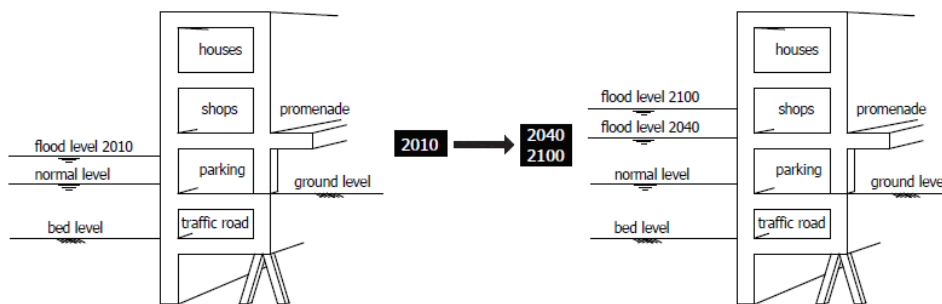 houses
shops
promenade
flood level 2010
parking
normal level
ground level
traffic road
bed level
2010
2040
2100
houses
flood level 2100
shops
promenade
flood level 2040
parking
normal level
ground level
traffic road
bed level